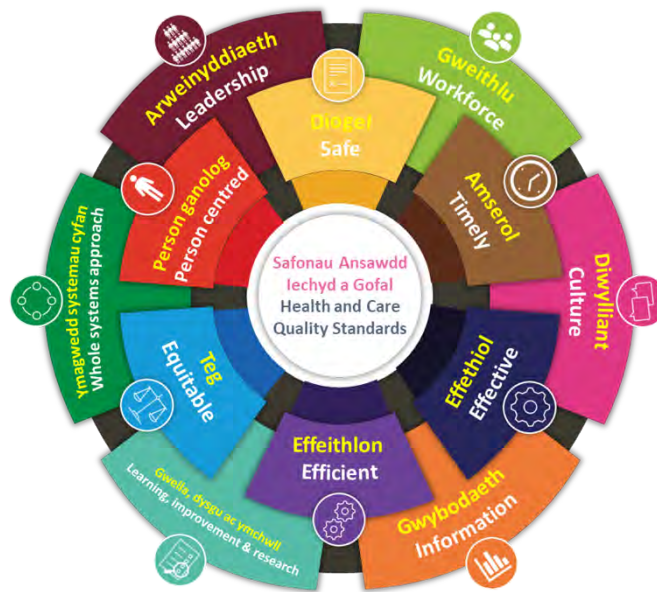 Arweinyddiaeth
Leadership
Gweithlu
Workforce
Diogel
Safe
Person ganolog
Person centred
Amserol
Timely
Ymagwedd systemau cyfan
Whole systems approach
Safonau Ansawdd
Iechyd a Gofal
Health and Care
Quality Standards
Diwylliant
Culture
Teg
Equitable
Effethiol
Effective
Effeithlon
Efficient
Gwella, dysgu ac ymchwil
Learning, improvement & research
Gwybodaeth
Information